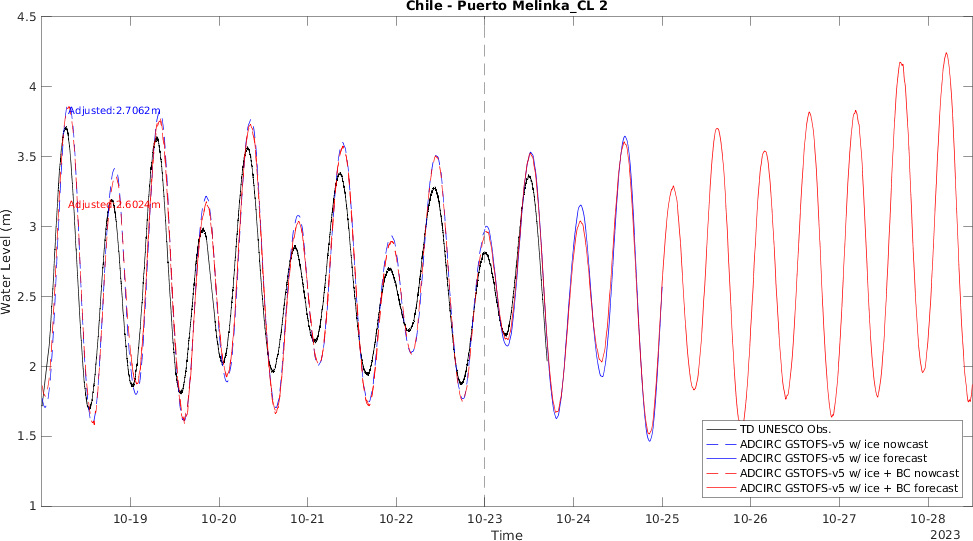 Chile - Puerto Melinka_CL 2
4.5
4
3.5
3
2.5
2
1.5
1
Water Level (m)
Adjusted:2.7062m
Adjusted:2.6024m
TD UNESCO Obs.
ADCIRC GSTOFS-v5 w/ ice nowcast
ADCIRC GSTOFS-v5 w/ ice forecast
ADCIRC GSTOFS-v5 w/ ice + BC nowcast
ADCIRC GSTOFS-v5 w/ ice + BC forecast
10-19 10-20 10-21 10-22 10-23 10-24 10-25 10-26 10-27 10-28
2023
Time